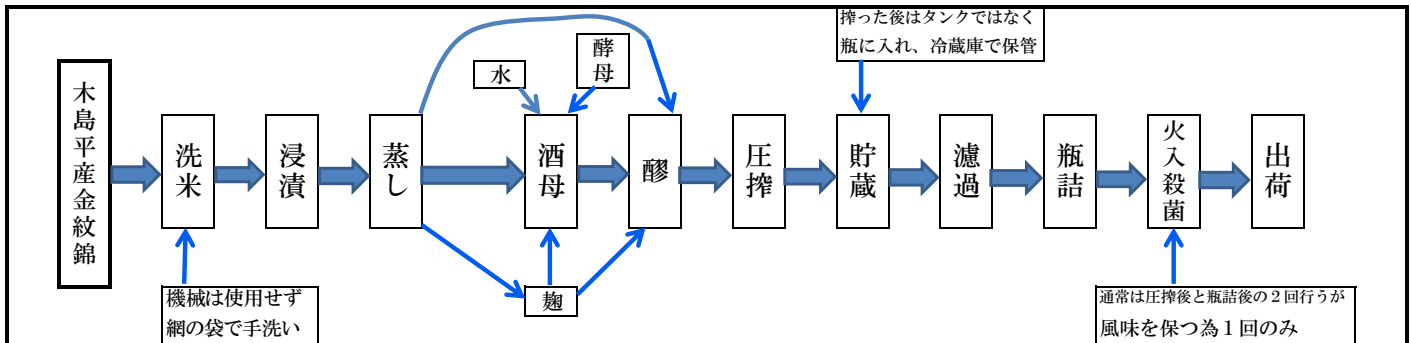 搾った後はタンクではなく
瓶に入れ、冷蔵庫で保管
酵母
水
木島平産金紋錦
洗米
浸漬
蒸し
酒母
醪
圧搾
貯蔵
濾過
瓶詰
火入殺菌
出荷
麹
機械は使用せず
網の袋で手洗い
通常は圧搾後と瓶詰後の２回行うが
風味を保つ為１回のみ